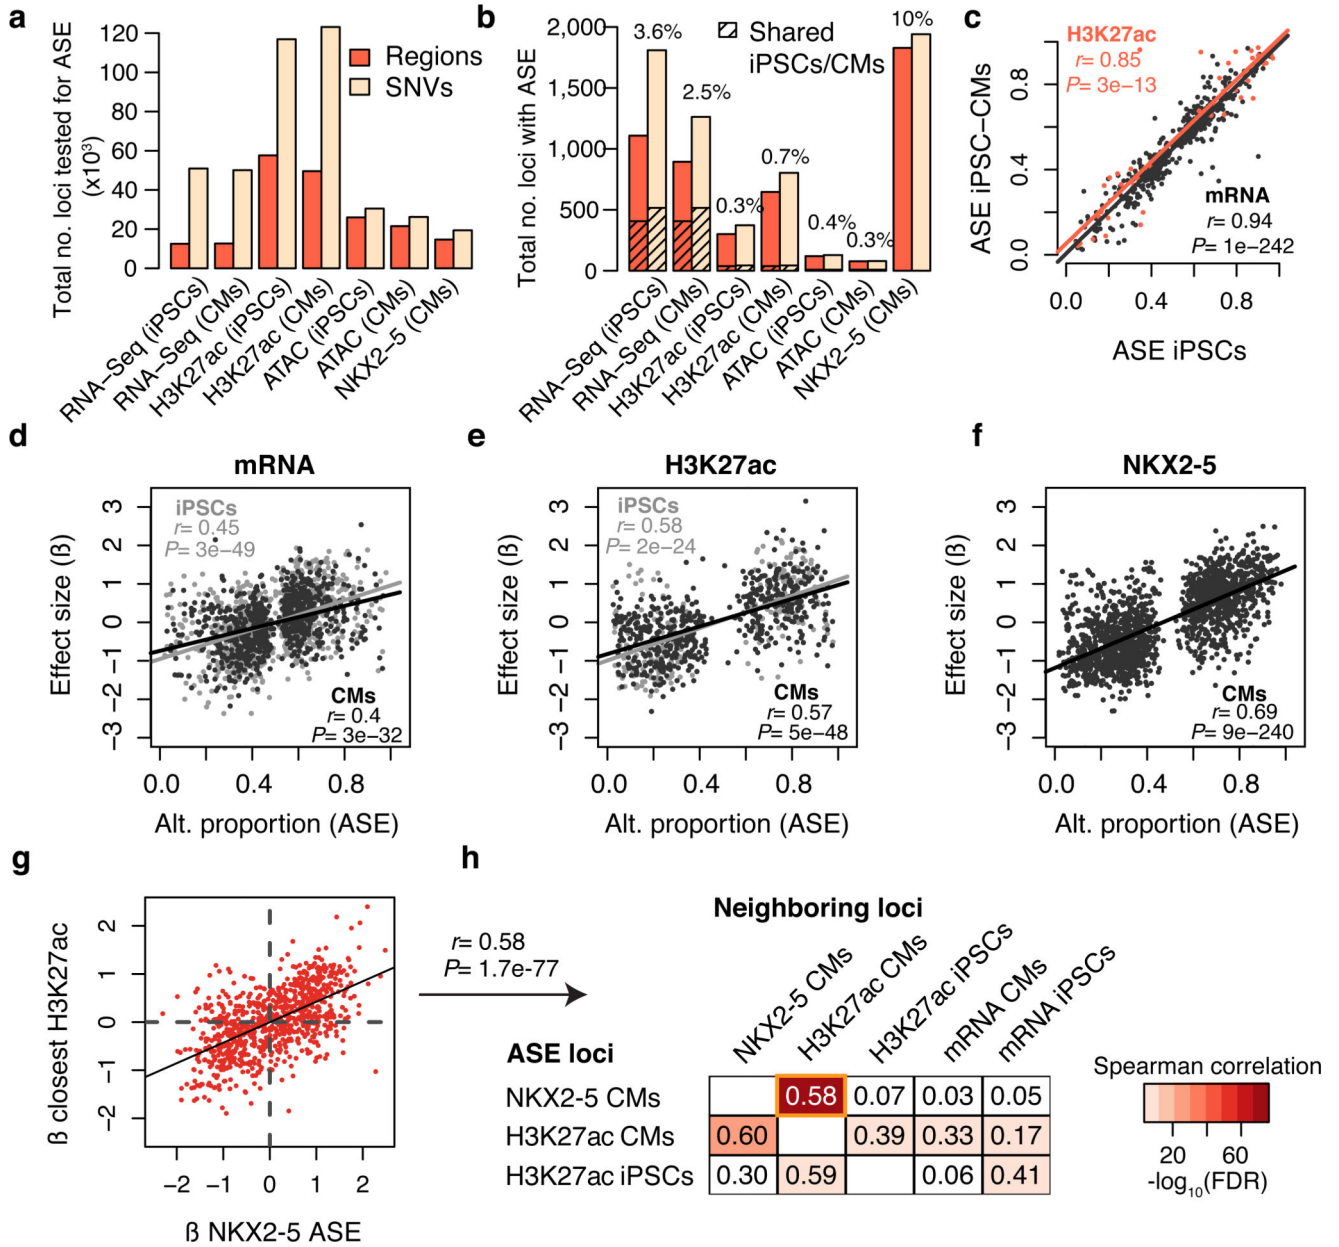 a
Total no. loci tested for ASE
(x10³)
120
100
80
60
40
20
0
Regions
SNVs
RNA–Seq (iPSCs)
RNA–Seq (CMs)
H3K27ac (iPSCs)
H3K27ac (CMs)
ATAC (iPSCs)
ATAC (CMs)
NKX2–5 (CMs)
b
Total no. loci with ASE
2,000
1,500
1,000
500
0
Shared
iPSCs/CMs
3.6%
2.5%
0.3%
0.7%
0.4%
0.3%
10%
RNA–Seq (iPSCs)
RNA–Seq (CMs)
H3K27ac (iPSCs)
H3K27ac (CMs)
ATAC (iPSCs)
ATAC (CMs)
NKX2–5 (CMs)
c
ASE iPSC–CMs
0.8
0.4
0.0
H3K27ac
r= 0.85
P= 3e−13
mRNA
r= 0.94
P= 1e−242
0.0 0.4 0.8
ASE iPSCs
d
mRNA
Effect size (ß)
3
2
1
0
−1
−2
−3
iPSCs
r= 0.45
P= 3e−49
CMs
r= 0.4
P= 3e−32
0.0 0.4 0.8
Alt. proportion (ASE)
e
H3K27ac
Effect size (ß)
3
2
1
0
−1
−2
−3
iPSCs
r= 0.58
P= 2e−24
CMs
r= 0.57
P= 5e−48
0.0 0.4 0.8
Alt. proportion (ASE)
f
NKX2-5
Effect size (ß)
3
2
1
0
−1
−2
−3
CMs
r= 0.69
P= 9e−240
0.0 0.4 0.8
Alt. proportion (ASE)
g
ß closest H3K27ac
2
1
0
−1
−2
−2 −1 0 1 2
ß NKX2-5 ASE
r= 0.58
P= 1.7e-77
h
Neighboring loci
NKX2-5 CMs
H3K27ac CMs
H3K27ac iPSCs
mRNA CMs
mRNA iPSCs
ASE loci
NKX2-5 CMs 0.58 0.07 0.03 0.05
H3K27ac CMs 0.60 0.39 0.33 0.17
H3K27ac iPSCs 0.30 0.59 0.06 0.41
Spearman correlation
20 60
-log₁₀(FDR)